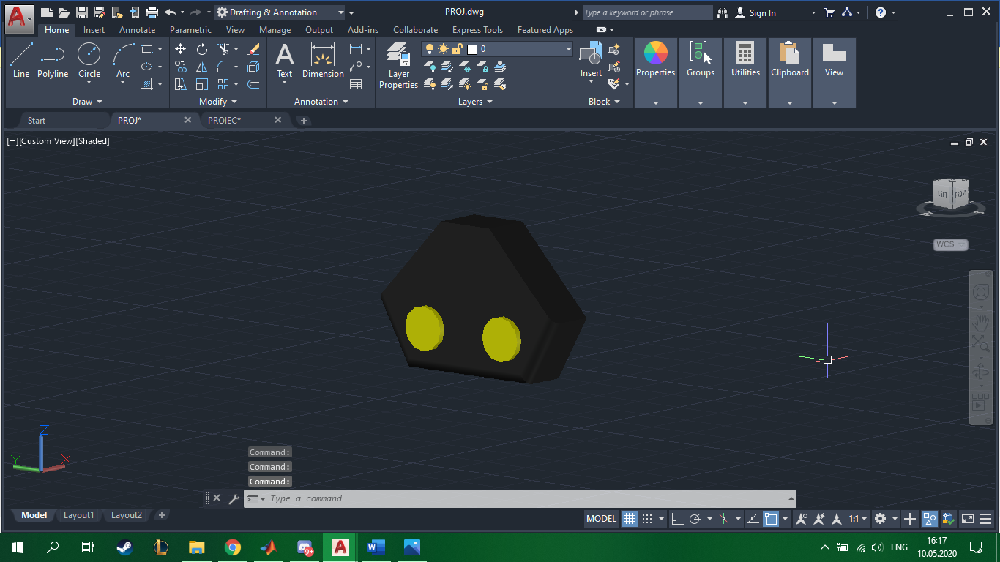 A Drafting & Annotation PROJ.dwg Type a keyword or phrase Sign In ?
Home Insert Annotate Parametric View Manage Output Add-ins Collaborate Express Tools Featured Apps
0
Line Polyline Circle Arc
A
Text Dimension
Layer
Properties
Insert
Properties Groups Utilities Clipboard View
Draw Modify Annotation Layers Block
Start PROJ* PROIEC* +
[−][Custom View][Shaded]
LEFT FRONT
WCS
Z
Y X
Command:
Command:
Command:
Type a command
Model Layout1 Layout2 +
MODEL 1:1
9+ A W ENG 16:17
10.05.2020